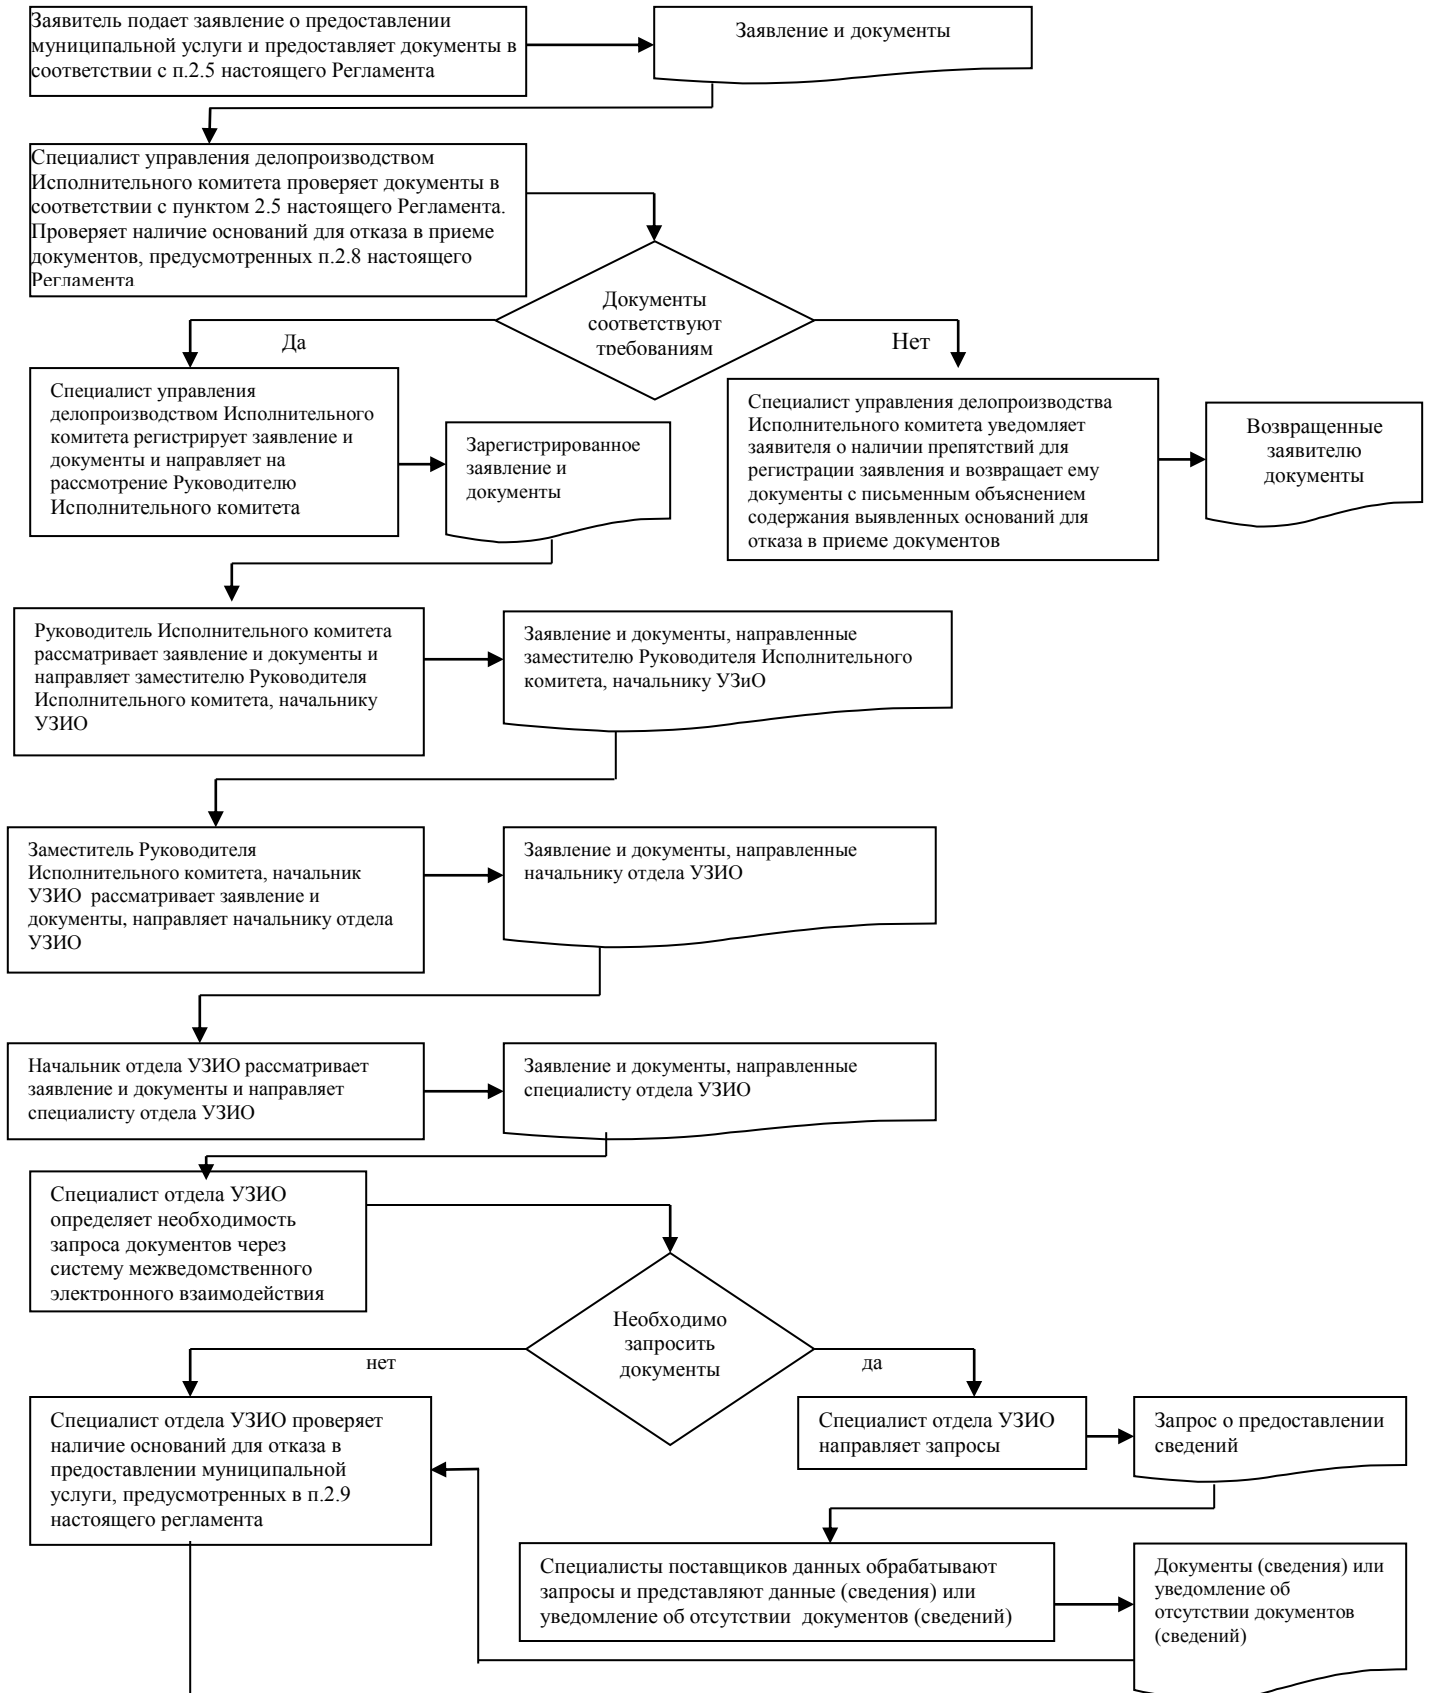 Заявитель подает заявление о предоставлении
муниципальной услуги и предоставляет документы в
соответствии с п.2.5 настоящего Регламента
Заявление и документы
Специалист управления делопроизводством
Исполнительного комитета проверяет документы в
соответствии с пунктом 2.5 настоящего Регламента.
Проверяет наличие оснований для отказа в приеме
документов, предусмотренных п.2.8 настоящего
Регламента
Документы
соответствуют
требованиям
Да
Нет
Специалист управления
делопроизводством Исполнительного
комитета регистрирует заявление и
документы и направляет на
рассмотрение Руководителю
Исполнительного комитета
Зарегистрированное
заявление и
документы
Специалист управления делопроизводства
Исполнительного комитета уведомляет
заявителя о наличии препятствий для
регистрации заявления и возвращает ему
документы с письменным объяснением
содержания выявленных оснований для
отказа в приеме документов
Возвращенные
заявителю
документы
Руководитель Исполнительного комитета
рассматривает заявление и документы и
направляет заместителю Руководителя
Исполнительного комитета, начальнику
УЗИО
Заявление и документы, направленные
заместителю Руководителя Исполнительного
комитета, начальнику УЗиО
Заместитель Руководителя
Исполнительного комитета, начальник
УЗИО  рассматривает заявление и
документы, направляет начальнику отдела
УЗИО
Заявление и документы, направленные
начальнику отдела УЗИО
Начальник отдела УЗИО рассматривает
заявление и документы и направляет
специалисту отдела УЗИО
Заявление и документы, направленные
специалисту отдела УЗИО
Специалист отдела УЗИО
определяет необходимость
запроса документов через
систему межведомственного
электронного взаимодействия
Необходимо
запросить
документы
нет
да
Специалист отдела УЗИО проверяет
наличие оснований для отказа в
предоставлении муниципальной
услуги, предусмотренных в п.2.9
настоящего регламента
Специалист отдела УЗИО
направляет запросы
Запрос о предоставлении
сведений
Специалисты поставщиков данных обрабатывают
запросы и представляют данные (сведения) или
уведомление об отсутствии  документов (сведений)
Документы (сведения) или
уведомление об
отсутствии документов
(сведений)